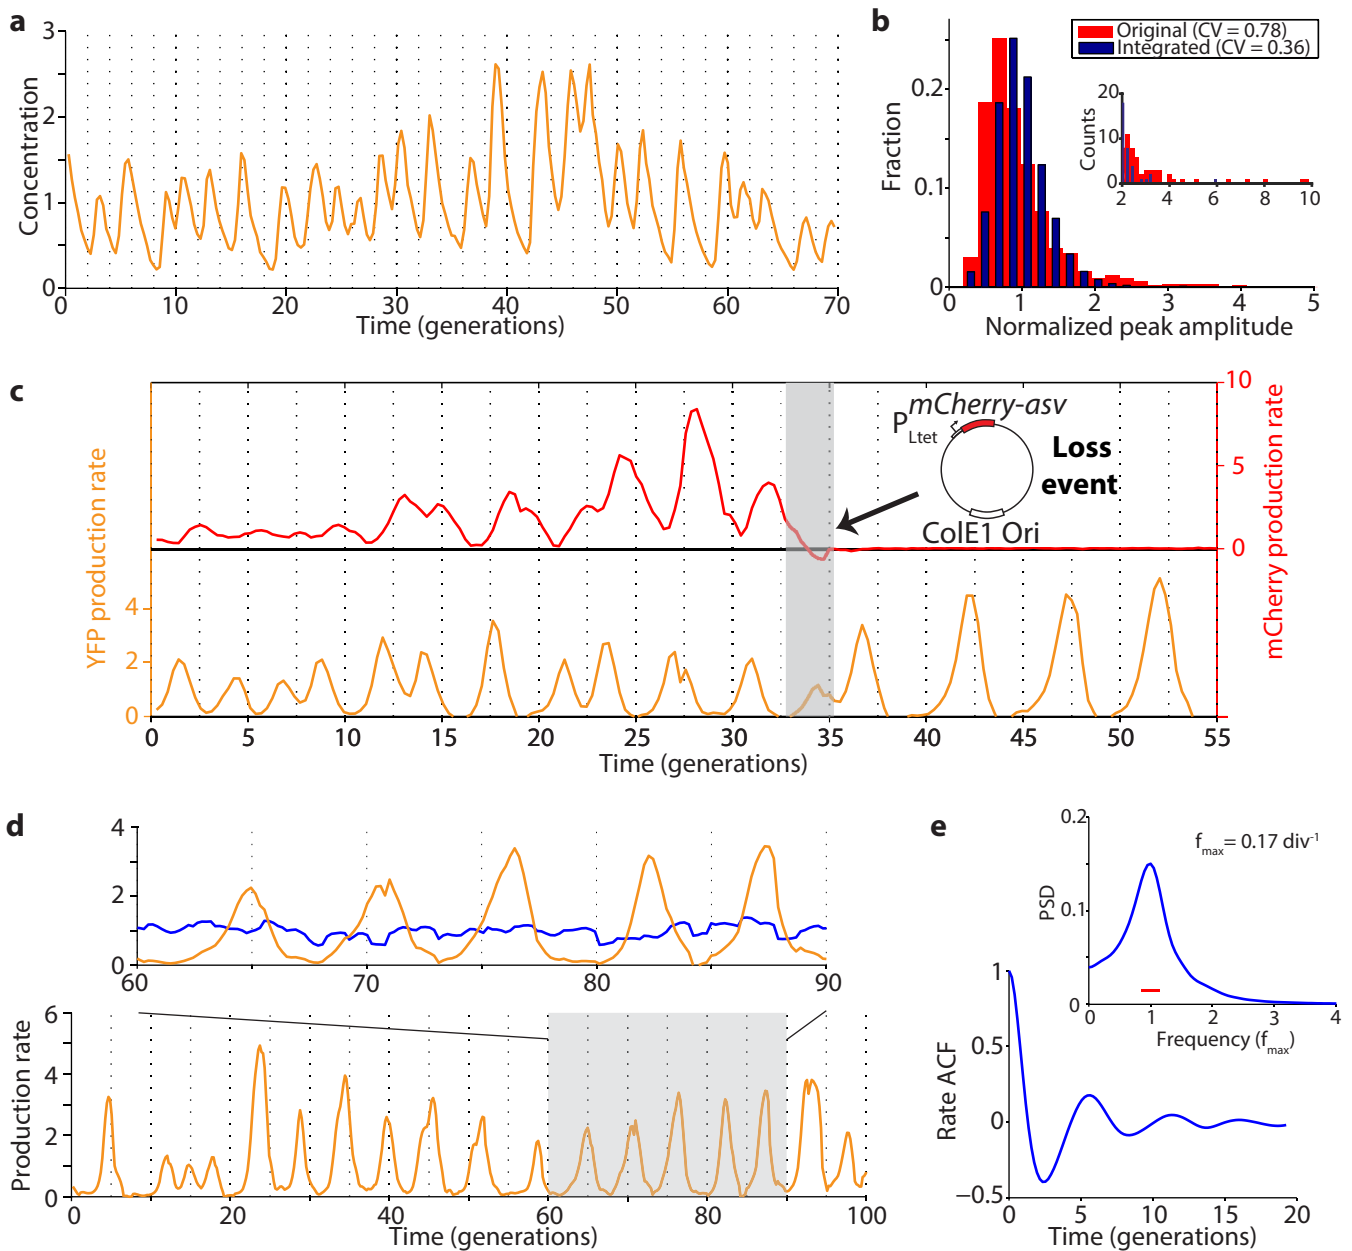 a
3
2
1
0
Concentration
0 10 20 30 40 50 60 70
Time (generations)
b
Original (CV = 0.78)
Integrated (CV = 0.36)
0.2
0.1
0
Fraction
20
10
0
Counts
2 4 6 8 10
0 1 2 3 4 5
Normalized peak amplitude
c
YFP production rate
4
2
0
10
5
0
mCherry production rate
mCherry-asv
PLtet
Loss
event
ColE1 Ori
0 5 10 15 20 25 30 35 40 45 50 55
Time (generations)
d
4
2
0
60 70 80 90
6
4
2
0
Production rate
0 20 40 60 80 100
Time (generations)
e
0.2
0.1
0
PSD
fmax= 0.17 div-1
0 1 2 3 4
Frequency (fmax)
1
0.5
0
−0.5
Rate ACF
0 5 10 15 20
Time (generations)